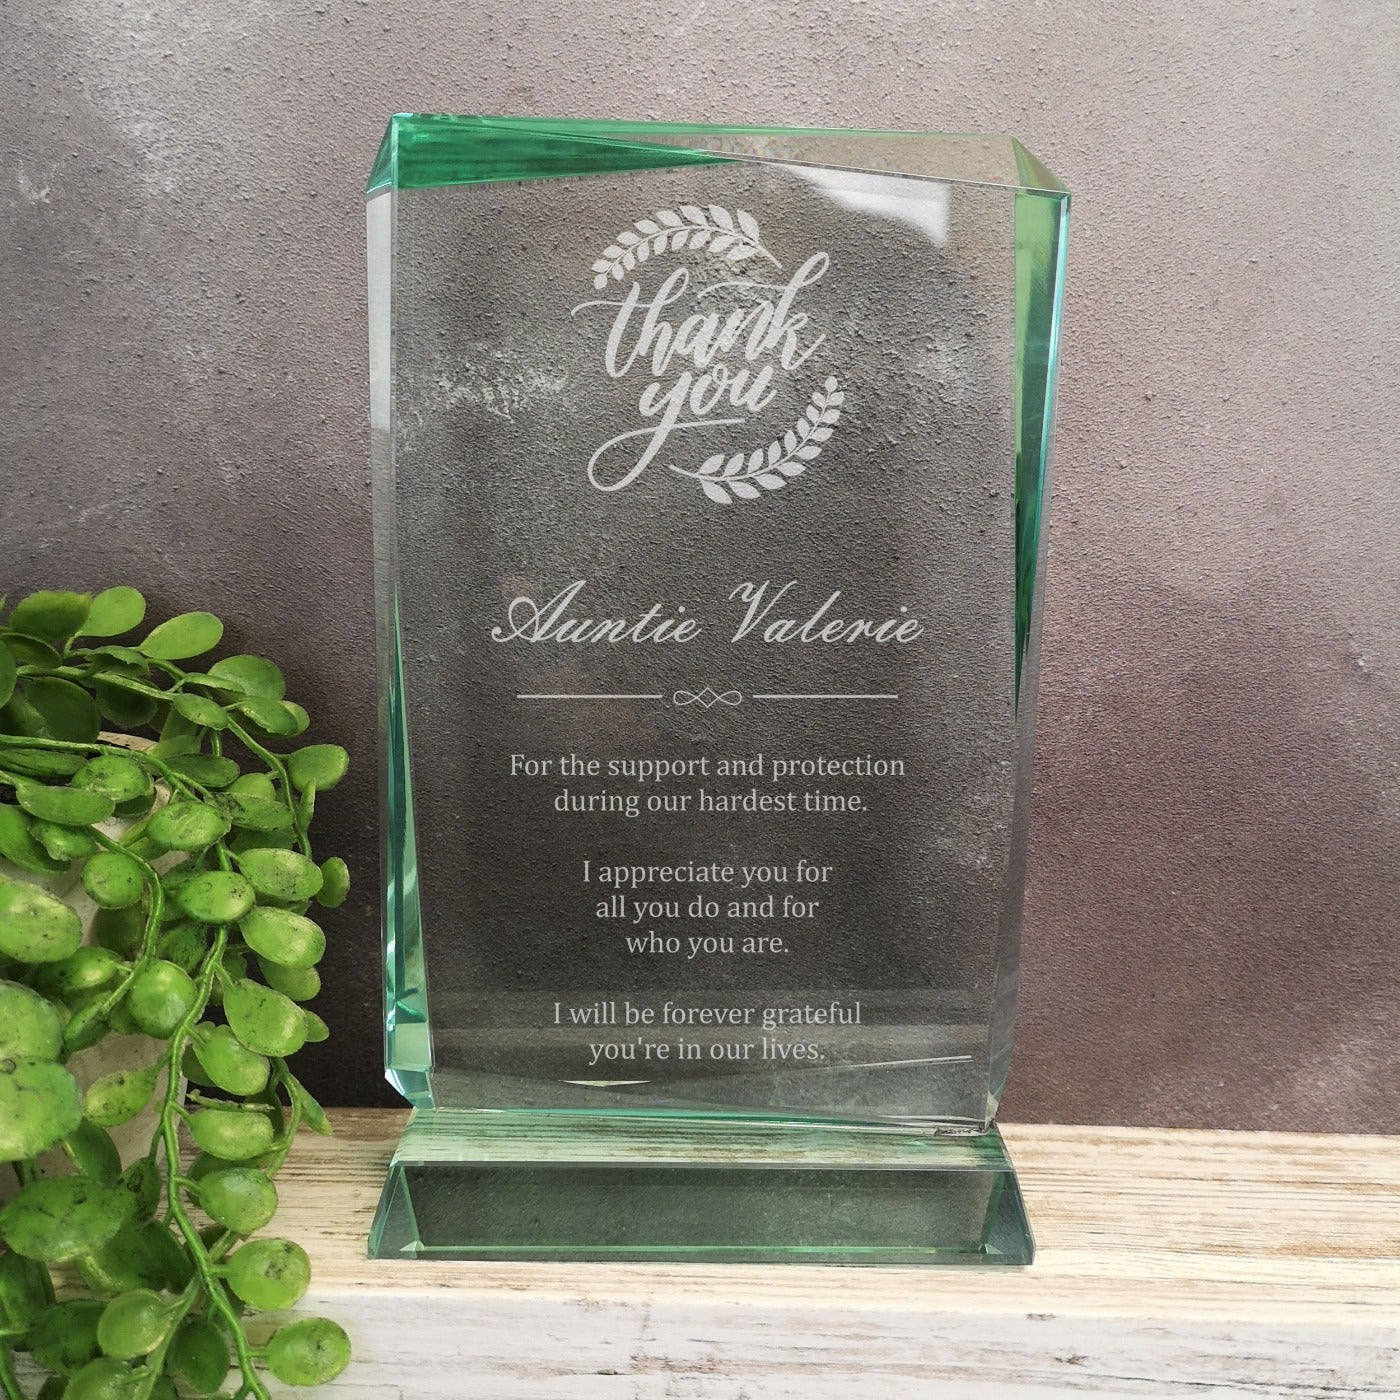 thank
you
Auntie Valerie
For the support and protection
during our hardest time.
I appreciate you for
all you do and for
who you are.
I will be forever grateful
you're in our lives.